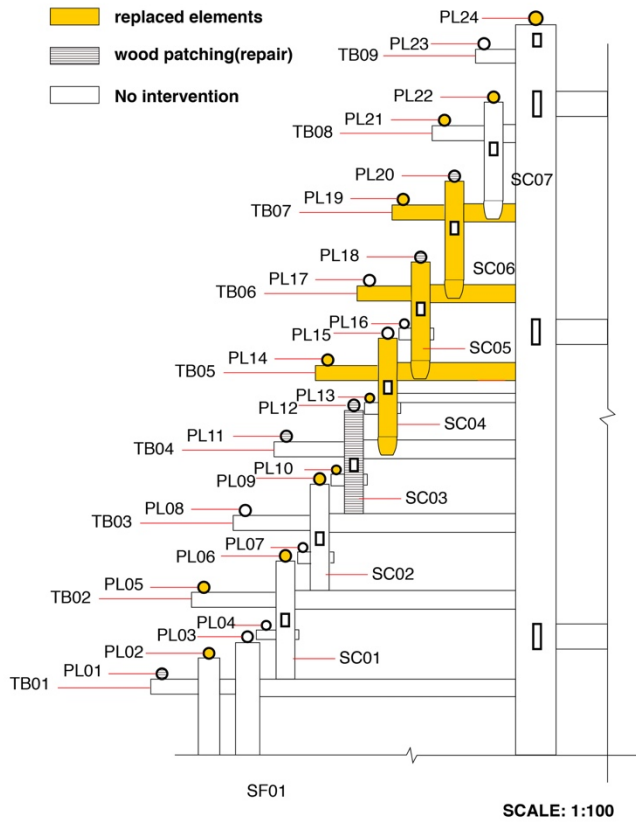 replaced elements
wood patching(repair)
No intervention
PL24
PL23
TB09
PL22
PL21
TB08
PL20
SC07
PL19
TB07
PL18
SC06
PL17
TB06
PL16
PL15
SC05
PL14
TB05
PL13
PL12
SC04
PL11
TB04
PL10
PL09
SC03
PL08
TB03
PL07
PL06
SC02
PL05
TB02
PL04
PL03
PL02
SC01
PL01
TB01
SF01
SCALE: 1:100